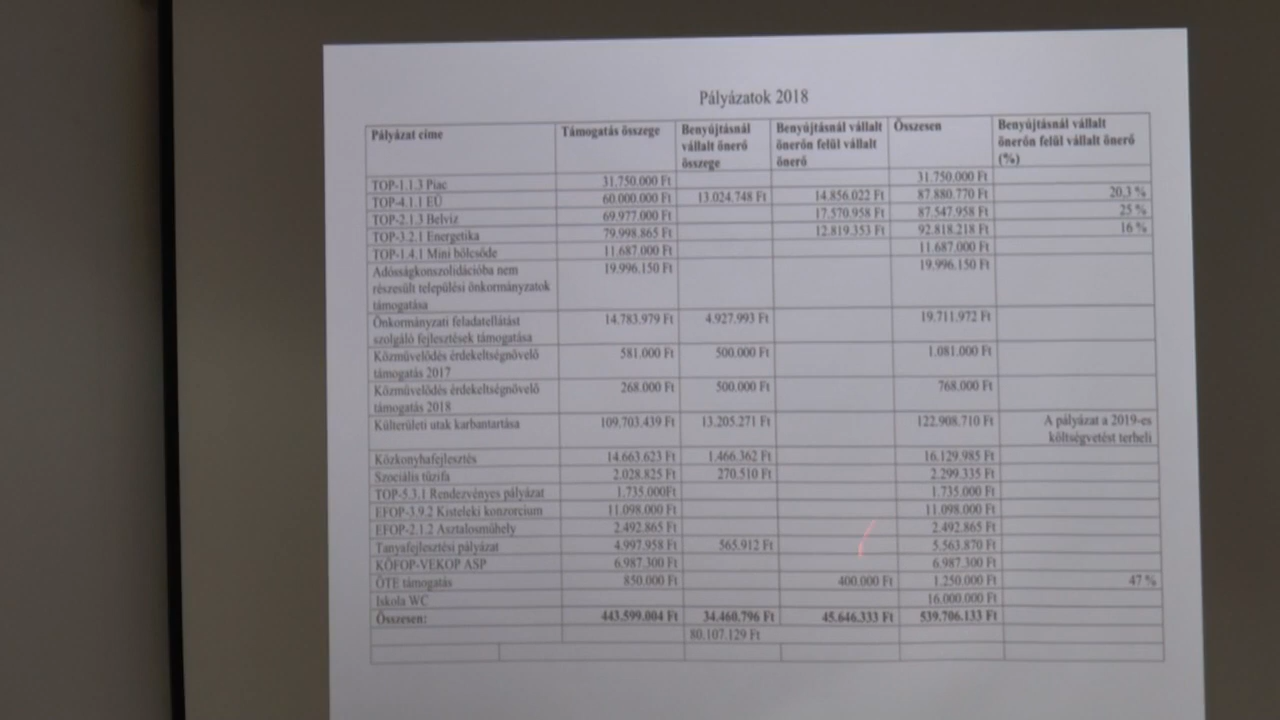 Pályázatok 2018
Pályázat címe Támogatás összege Benyújtásnál vállalt önerő összege Benyújtásnál vállalt önerőn felül vállalt önerő Összesen Benyújtásnál vállalt önerőn felül vállalt önerő (%)
TOP-1.1.3 Piac 31.750.000 Ft 31.750.000 Ft
TOP-4.1.1 EÜ 60.000.000 Ft 13.024.748 Ft 14.856.022 Ft 87.880.770 Ft 20.3 %
TOP-2.1.3 Belvíz 69.977.000 Ft 17.570.958 Ft 87.547.958 Ft 25 %
TOP-3.2.1 Energetika 79.998.865 Ft 12.819.353 Ft 92.818.218 Ft 16 %
TOP-1.4.1 Mini bölcsőde 11.687.000 Ft 11.687.000 Ft
Adósságkonszolidációba nem részesült települési önkormányzatok támogatása 19.996.150 Ft 19.996.150 Ft
Önkormányzati feladatellátást szolgáló fejlesztések támogatása 14.783.979 Ft 4.927.993 Ft 19.711.972 Ft
Közművelődés érdekeltségnövelő támogatás 2017 581.000 Ft 500.000 Ft 1.081.000 Ft
Közművelődés érdekeltségnövelő támogatás 2018 268.000 Ft 500.000 Ft 768.000 Ft
Külterületi utak karbantartása 109.703.439 Ft 13.205.271 Ft 122.908.710 Ft A pályázat a 2019-es költségvetést terheli
Közkonyhafejlesztés 14.663.623 Ft 1.466.362 Ft 16.129.985 Ft
Szociális tűzifa 2.028.825 Ft 270.510 Ft 2.299.335 Ft
TOP-5.3.1 Rendezvényes pályázat 1.735.000Ft 1.735.000 Ft
EFOP-3.9.2 Kisteleki konzorcium 11.098.000 Ft 11.098.000 Ft
EFOP-2.1.2 Asztalosműhely 2.492.865 Ft 2.492.865 Ft
Tanyafejlesztési pályázat 4.997.958 Ft 565.912 Ft 5.563.870 Ft
KÖFOP-VEKOP ASP 6.987.300 Ft 6.987.300 Ft
ÖTE támogatás 850.000 Ft 400.000 Ft 1.250.000 Ft 47 %
Iskola WC 16.000.000 Ft
Összesen: 443.599.004 Ft 34.460.796 Ft 45.646.333 Ft 539.706.133 Ft
80.107.129 Ft